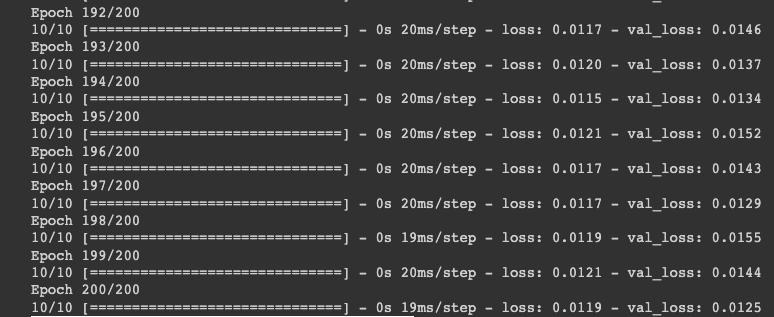 Epoch 192/200
10/10 [==============================] - 0s 20ms/step - loss: 0.0117 - val_loss: 0.0146
Epoch 193/200
10/10 [==============================] - 0s 20ms/step - loss: 0.0120 - val_loss: 0.0137
Epoch 194/200
10/10 [==============================] - 0s 20ms/step - loss: 0.0115 - val_loss: 0.0134
Epoch 195/200
10/10 [==============================] - 0s 20ms/step - loss: 0.0121 - val_loss: 0.0152
Epoch 196/200
10/10 [==============================] - 0s 20ms/step - loss: 0.0117 - val_loss: 0.0143
Epoch 197/200
10/10 [==============================] - 0s 20ms/step - loss: 0.0117 - val_loss: 0.0129
Epoch 198/200
10/10 [==============================] - 0s 19ms/step - loss: 0.0119 - val_loss: 0.0155
Epoch 199/200
10/10 [==============================] - 0s 20ms/step - loss: 0.0121 - val_loss: 0.0144
Epoch 200/200
10/10 [==============================] - 0s 19ms/step - loss: 0.0119 - val_loss: 0.0125